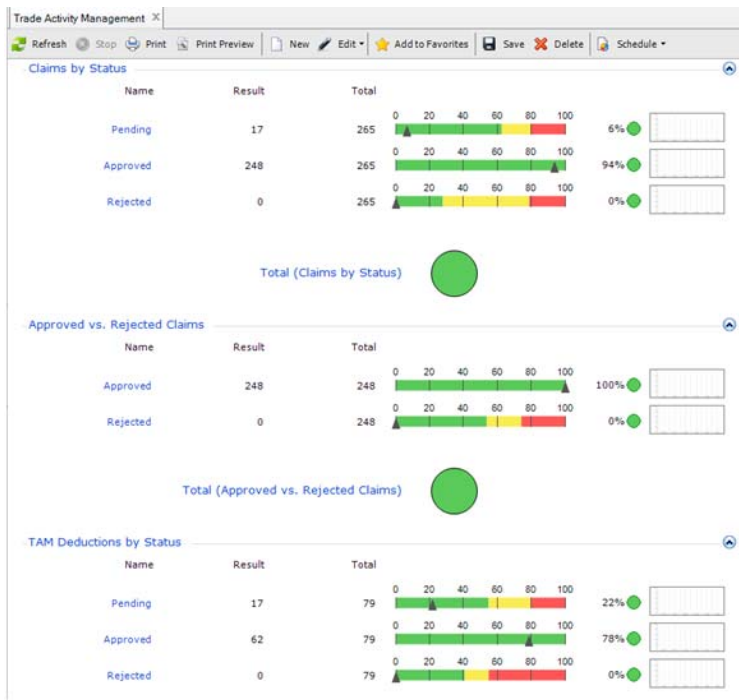 Trade Activity Management X
Refresh Stop Print Print Preview New Edit Add to Favorites Save Delete Schedule
Claims by Status
Name Result Total
0 20 40 60 80 100
Pending 17 265 6%
0 20 40 60 80 100
Approved 248 265 94%
0 20 40 60 80 100
Rejected 0 265 0%
Total (Claims by Status)
Approved vs. Rejected Claims
Name Result Total
0 20 40 60 80 100
Approved 248 248 100%
0 20 40 60 80 100
Rejected 0 248 0%
Total (Approved vs. Rejected Claims)
TAM Deductions by Status
Name Result Total
0 20 40 60 80 100
Pending 17 79 22%
0 20 40 60 80 100
Approved 62 79 78%
0 20 40 60 80 100
Rejected 0 79 0%